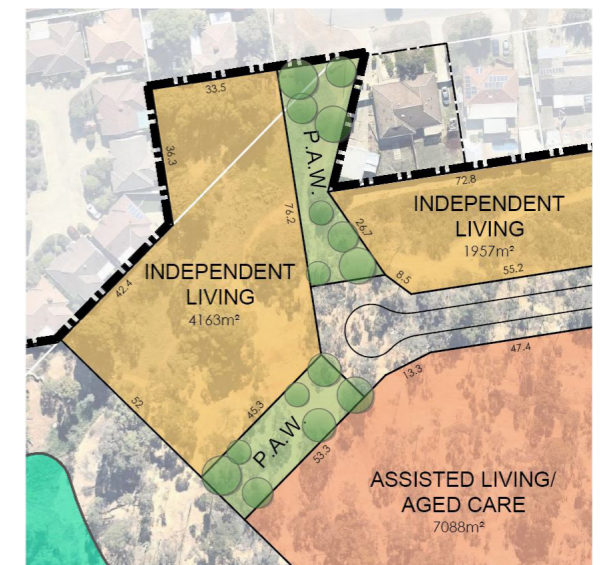 33.5
36.3
P.A.W.
76.2
72.8
INDEPENDENT
LIVING
1957m²
26.7
55.2
8.5
INDEPENDENT
LIVING
4163m²
42.4
47.4
13.3
52
45.3
P.A.W.
53.3
ASSISTED LIVING/
AGED CARE
7088m²